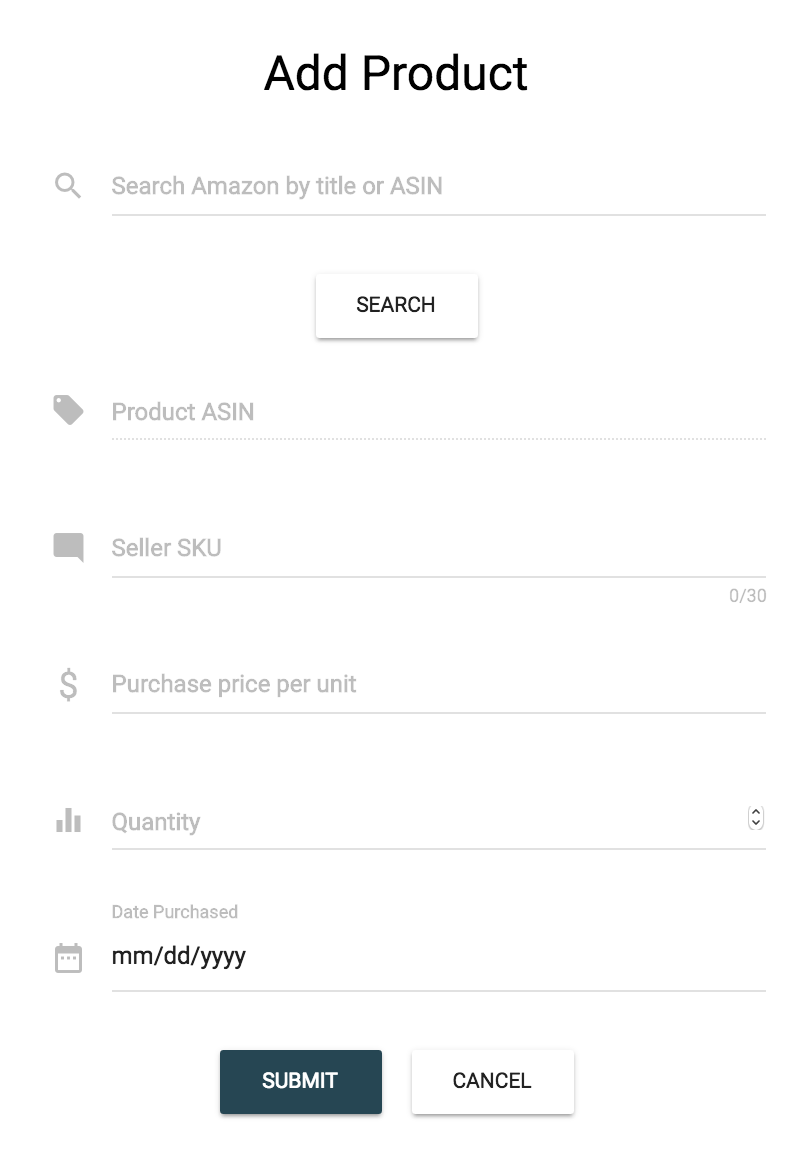 Add Product
Search Amazon by title or ASIN
SEARCH
Product ASIN
Seller SKU
0/30
$ Purchase price per unit
Quantity
Date Purchased
mm/dd/yyyy
SUBMIT CANCEL